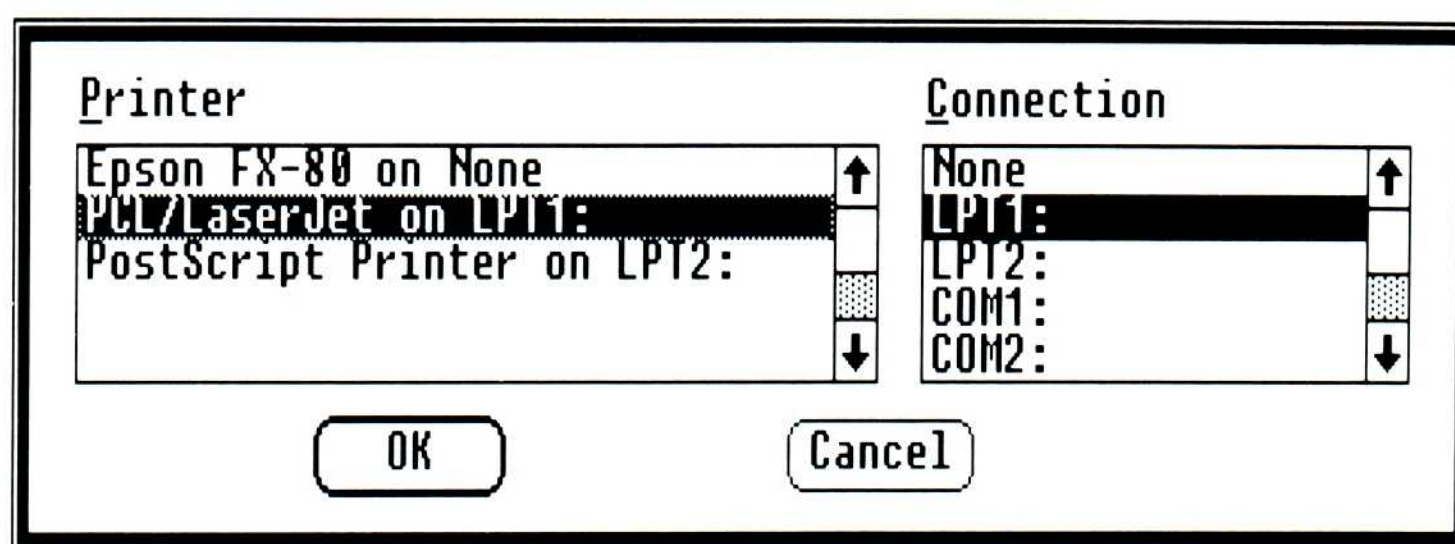 Printer
Epson FX-80 on None
PCL/LaserJet on LPT1:
PostScript Printer on LPT2:
Connection
None
LPT1:
LPT2:
COM1:
COM2:
OK
Cancel